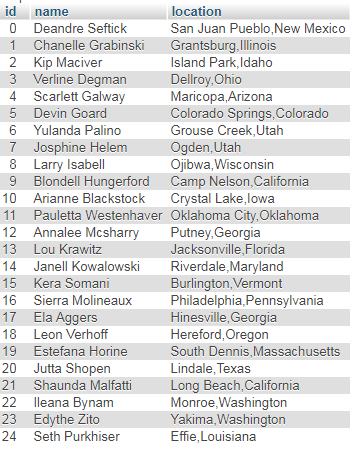 id name location
0 Deandre Seftick San Juan Pueblo,New Mexico
1 Chanelle Grabinski Grantsburg,Illinois
2 Kip Maciver Island Park,Idaho
3 Verline Degman Dellroy,Ohio
4 Scarlett Galway Maricopa,Arizona
5 Devin Goard Colorado Springs,Colorado
6 Yulanda Palino Grouse Creek,Utah
7 Josphine Helem Ogden,Utah
8 Larry Isabell Ojibwa,Wisconsin
9 Blondell Hungerford Camp Nelson,California
10 Arianne Blackstock Crystal Lake,Iowa
11 Pauletta Westenhaver Oklahoma City,Oklahoma
12 Annalee Mcsharry Putney,Georgia
13 Lou Krawitz Jacksonville,Florida
14 Janell Kowalowski Riverdale,Maryland
15 Kera Somani Burlington,Vermont
16 Sierra Molineaux Philadelphia,Pennsylvania
17 Ela Aggers Hinesville,Georgia
18 Leon Verhoff Hereford,Oregon
19 Estefana Horine South Dennis,Massachusetts
20 Jutta Shopen Lindale,Texas
21 Shaunda Malfatti Long Beach,California
22 Ileana Bynam Monroe,Washington
23 Edythe Zito Yakima,Washington
24 Seth Purkhiser Effie,Louisiana